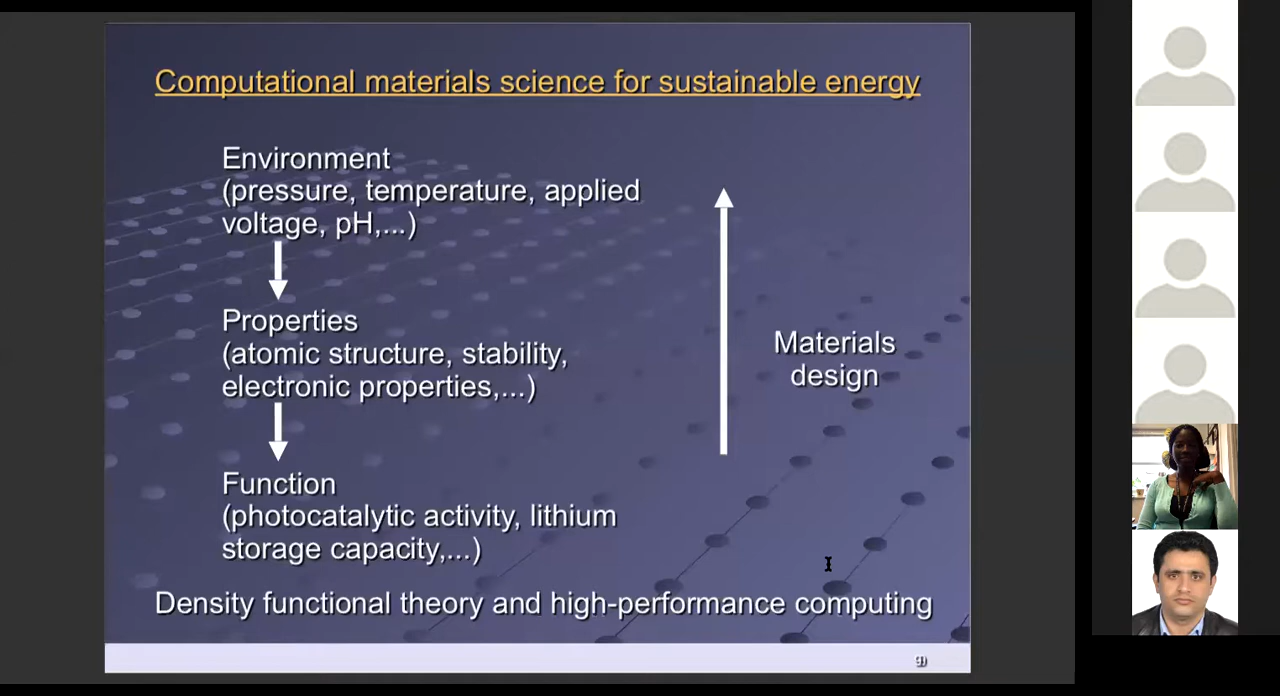 Computational materials science for sustainable energy
Environment
(pressure, temperature, applied
voltage, pH,...)
Properties
(atomic structure, stability,
electronic properties,...)
Materials
design
Function
(photocatalytic activity, lithium
storage capacity,...)
Density functional theory and high-performance computing